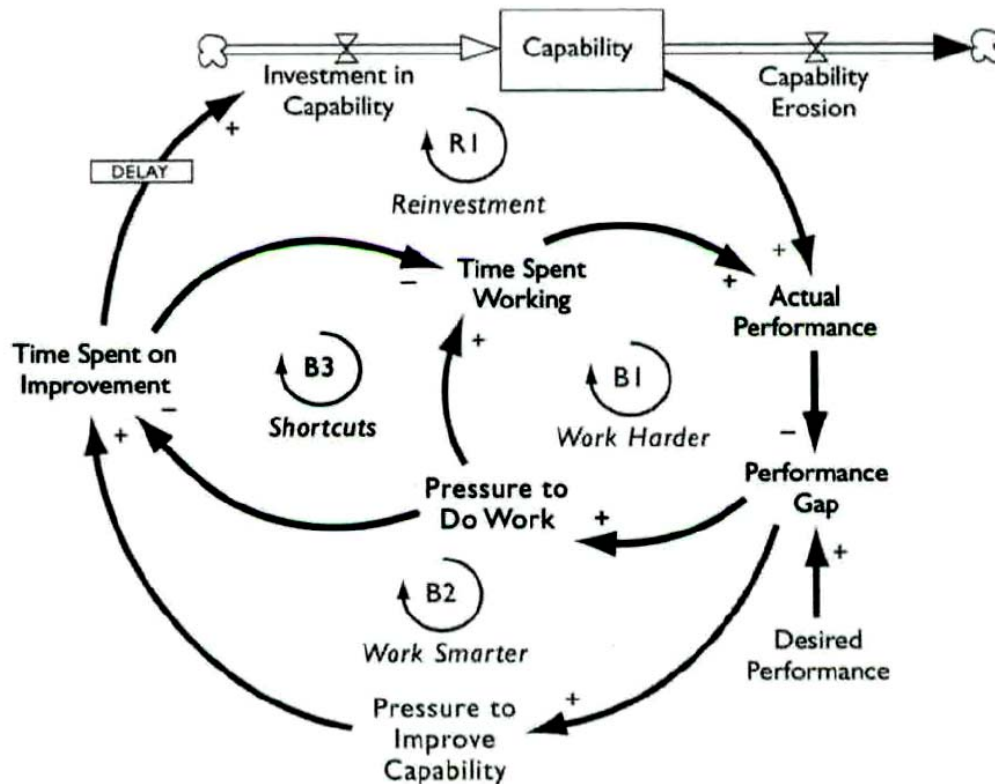 Capability
Investment in
Capability
Capability
Erosion
+
DELAY
R1
Reinvestment
Time Spent
Working
−
+
+
+
Actual
Performance
Time Spent on
Improvement
B3
Shortcuts
B1
Work Harder
−
+
−
Pressure to
Do Work
+
Performance
Gap
+
B2
Work Smarter
Desired
Performance
+
Pressure to
Improve
Capability